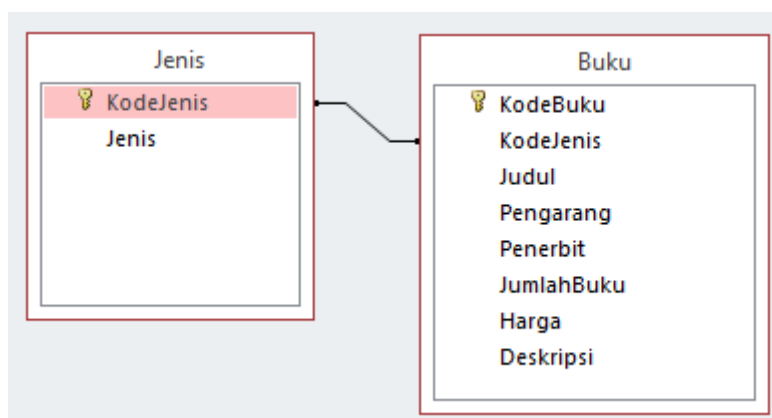 Jenis
KodeJenis
Jenis
Buku
KodeBuku
KodeJenis
Judul
Pengarang
Penerbit
JumlahBuku
Harga
Deskripsi